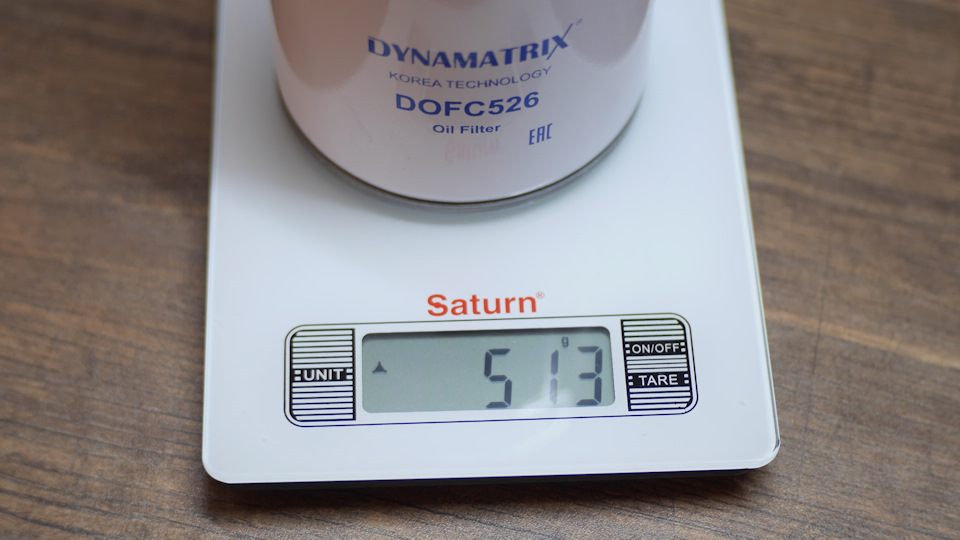 DYNAMATRIX
KOREA TECHNOLOGY
DOFC526
Oil Filter
EAC
Saturn®
UNIT
g
513
ON/OFF
TARE